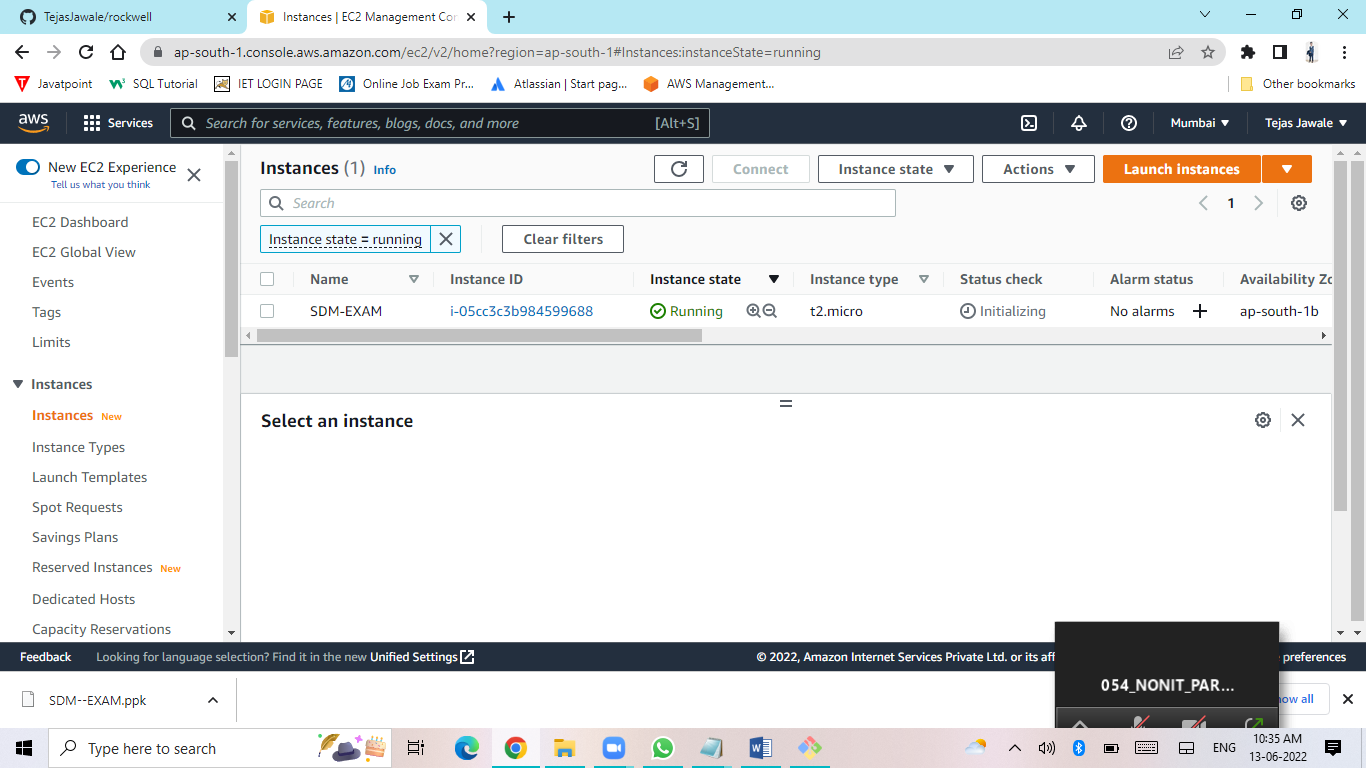 TejasJawale/rockwell
Instances | EC2 Management Con
ap-south-1.console.aws.amazon.com/ec2/v2/home?region=ap-south-1#Instances:instanceState=running
Javatpoint SQL Tutorial IET LOGIN PAGE Online Job Exam Pr... Atlassian | Start pag... AWS Management... Other bookmarks
aws Services Search for services, features, blogs, docs, and more [Alt+S] Mumbai Tejas Jawale
New EC2 Experience
Tell us what you think
EC2 Dashboard
EC2 Global View
Events
Tags
Limits
Instances
Instances New
Instance Types
Launch Templates
Spot Requests
Savings Plans
Reserved Instances New
Dedicated Hosts
Capacity Reservations
Instances (1) Info Connect Instance state Actions Launch instances
Search 1
Instance state = running Clear filters
Name Instance ID Instance state Instance type Status check Alarm status Availability Zo
SDM-EXAM i-05cc3c3b984599688 Running t2.micro Initializing No alarms ap-south-1b
Select an instance
Feedback Looking for language selection? Find it in the new Unified Settings © 2022, Amazon Internet Services Private Ltd. or its aff preferences
054_NONIT_PAR...
SDM--EXAM.ppk ow all
Type here to search ENG 10:35 AM
13-06-2022